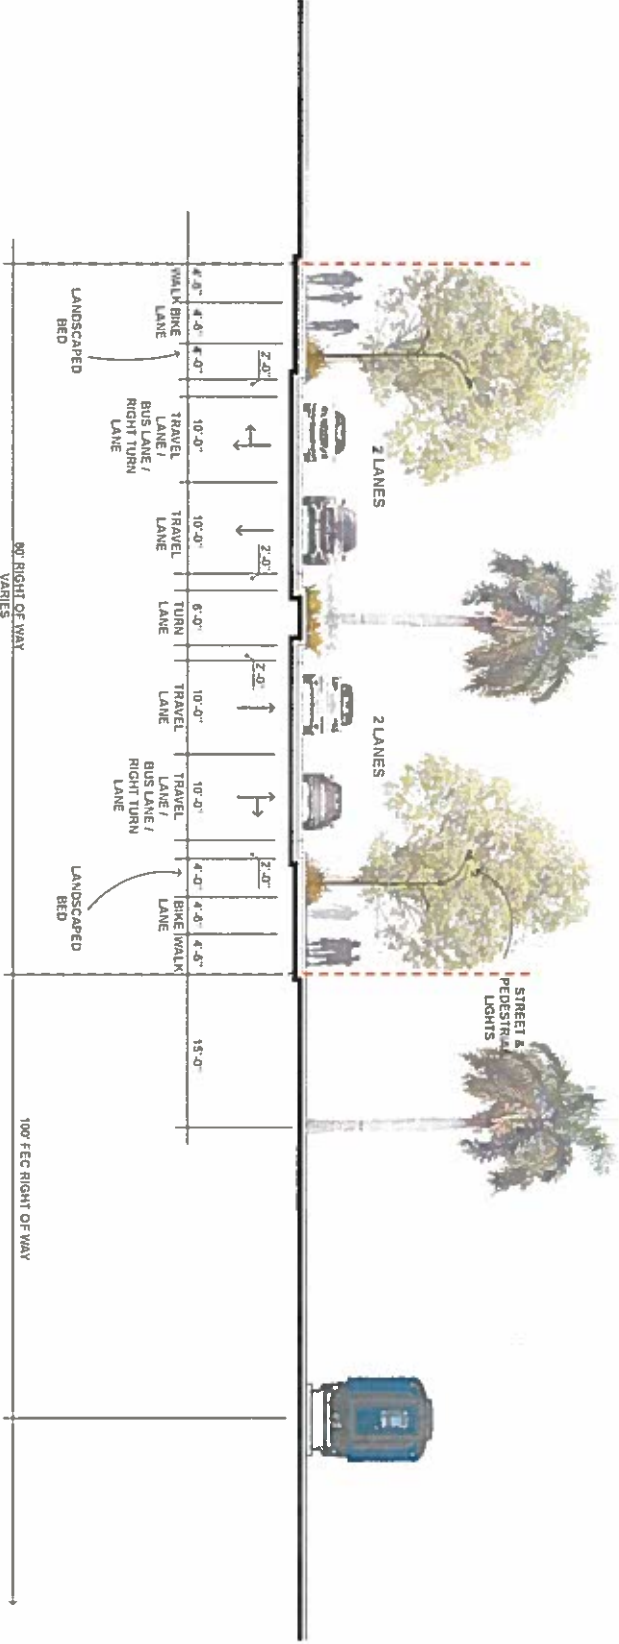 2 LANES
2 LANES
STREET &
LIGHTS
4'-6"
4'-6"
4'-0"
2'-0"
10'-0"
10'-0"
2'-0"
6'-0"
2'-0"
10'-0"
10'-0"
2'-0"
4'-0"
4'-6"
4'-6"
15'-0"
WALK
BIKE
LANE
LANDSCAPED
BED
TRAVEL
LANE /
BUS LANE /
RIGHT TURN
LANE
TRAVEL
LANE
TURN
LANE
TRAVEL
LANE
TRAVEL
LANE /
BUS LANE /
RIGHT TURN
LANE
LANDSCAPED
BED
BIKE
LANE
WALK
80' RIGHT OF WAY
VARIES
100' FEC RIGHT OF WAY